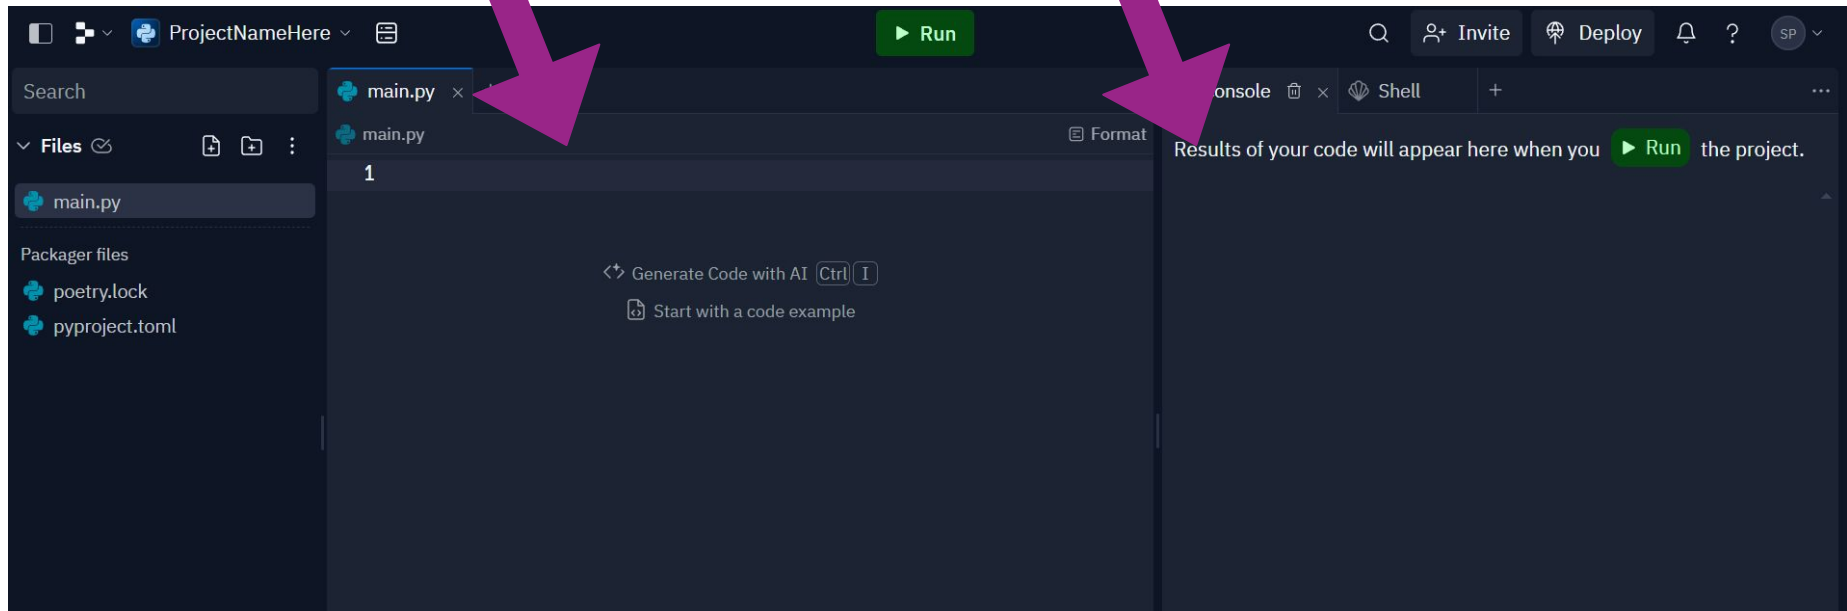 ProjectNameHere
Run
Invite
Deploy
?
SP
Search
main.py ×
onsole × Shell +
Files
main.py
Format
Results of your code will appear here when you Run the project.
1
main.py
Packager files
Generate Code with AI Ctrl I
poetry.lock
Start with a code example
pyproject.toml